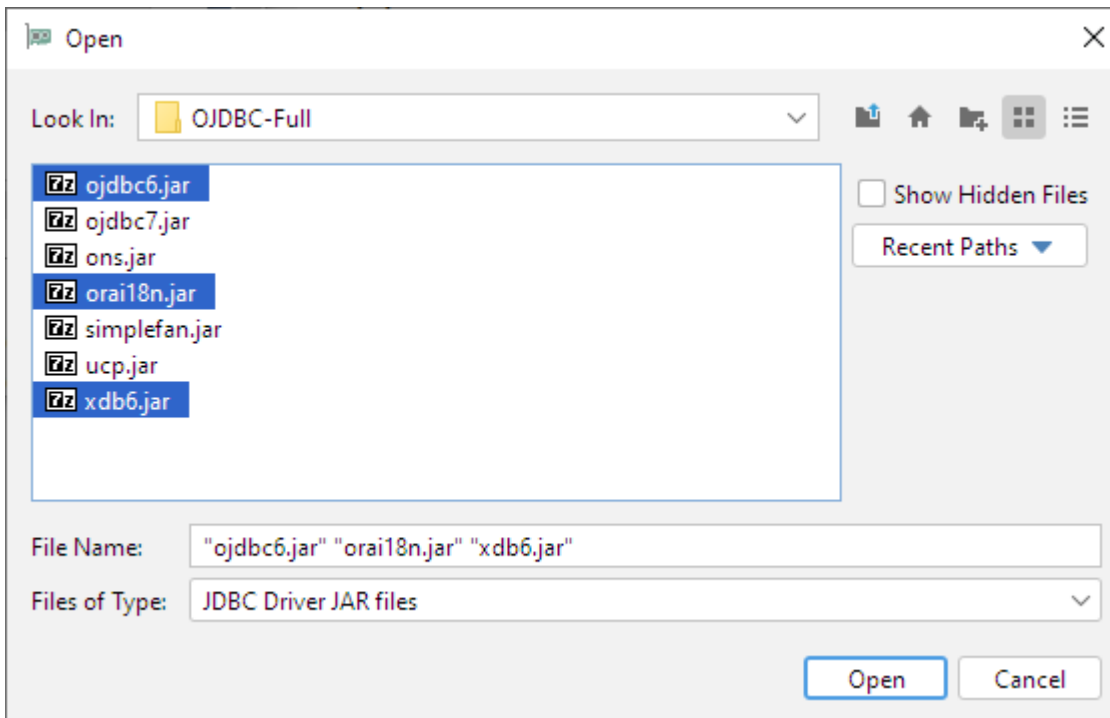 Open
Look In:
OJDBC-Full
ojdbc6.jar
ojdbc7.jar
ons.jar
orai18n.jar
simplefan.jar
ucp.jar
xdb6.jar
Show Hidden Files
Recent Paths
File Name:
"ojdbc6.jar" "orai18n.jar" "xdb6.jar"
Files of Type:
JDBC Driver JAR files
Open
Cancel